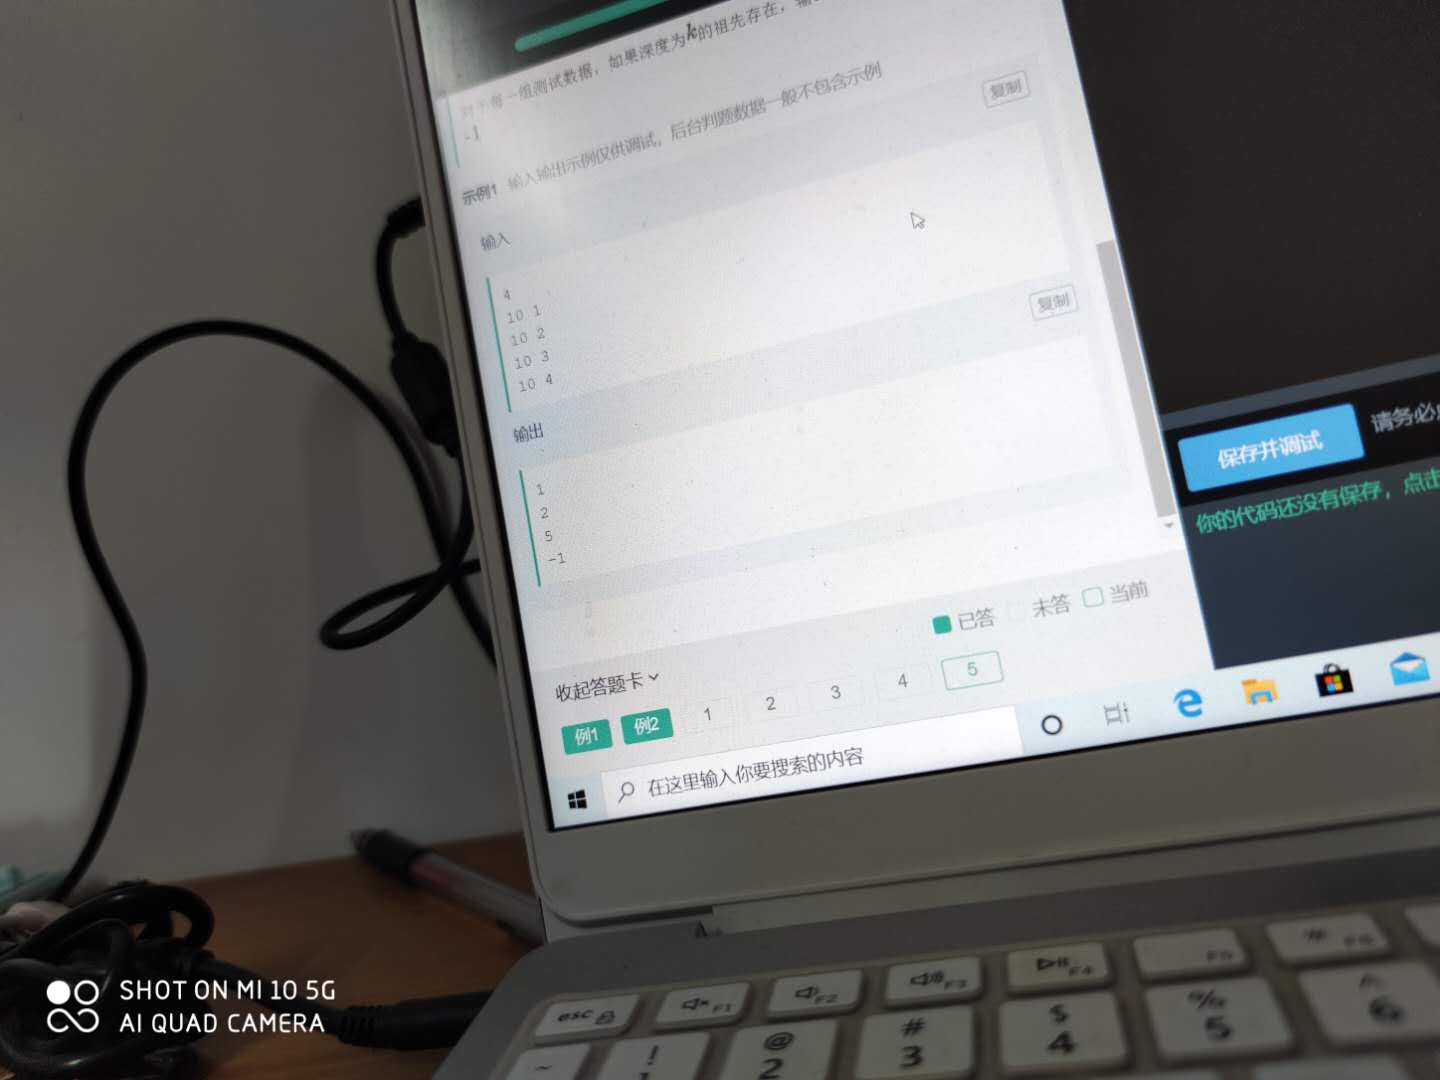 对于每一组测试数据，如果深度为k的祖先存在，输
-1
示例1 输入输出示例仅供调试，后台判题数据一般不包含示例
复制
输入
4
10 1
10 2
10 3
10 4
复制
输出
1
2
5
-1
已答 未答 当前
收起答题卡
例1 例2 1 2 3 4 5
在这里输入你要搜索的内容
保存并调试 请务必
你的代码还没有保存，点击
esc F1 F2 F3 F4 F5 F6
~ ! @ 2 # 3 $ 4 % 5 ^ 6
SHOT ON MI 10 5G
AI QUAD CAMERA